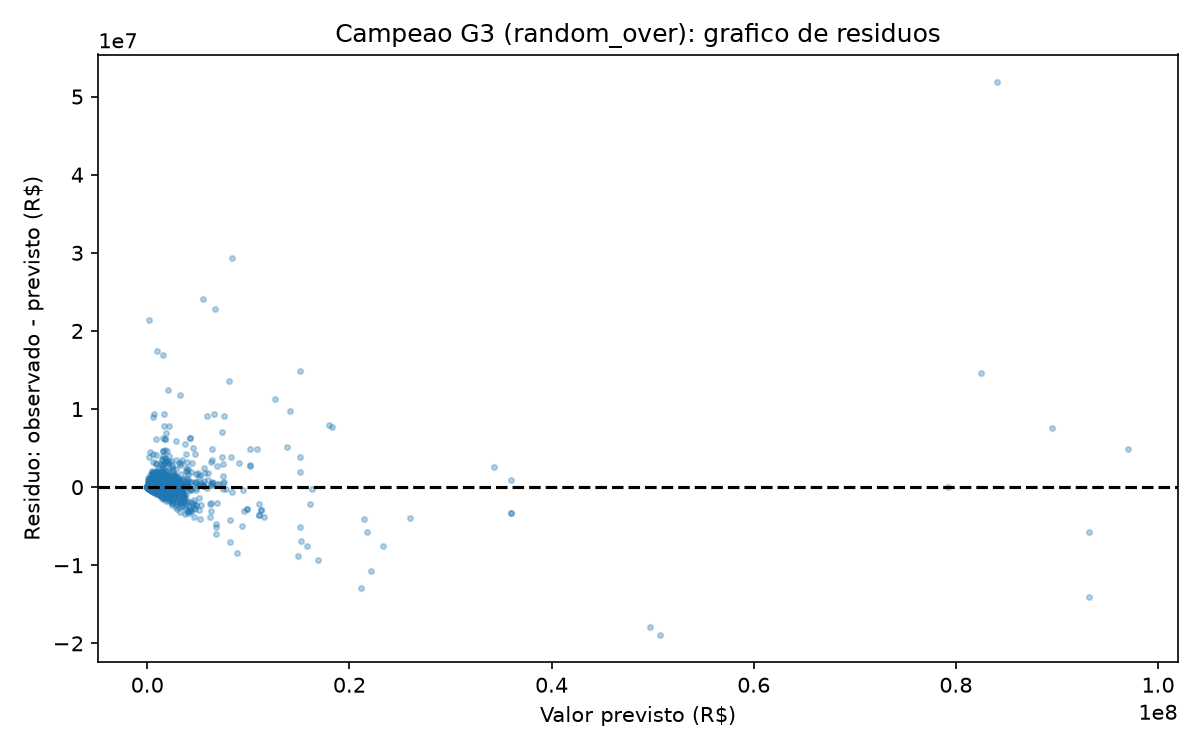 Campeao G3 (random_over): grafico de residuos
1e7
5
4
3
2
1
0
−1
−2
Residuo: observado - previsto (R$)
0.0 0.2 0.4 0.6 0.8 1.0
1e8
Valor previsto (R$)